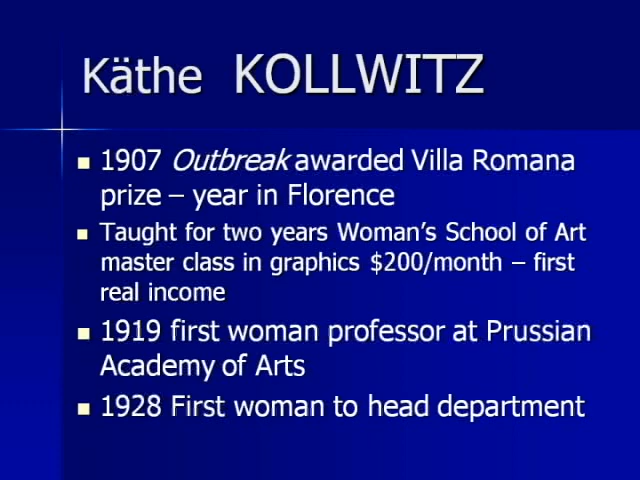 Käthe KOLLWITZ
1907 Outbreak awarded Villa Romana
prize – year in Florence
Taught for two years Woman's School of Art
master class in graphics $200/month – first
real income
1919 first woman professor at Prussian
Academy of Arts
1928 First woman to head department